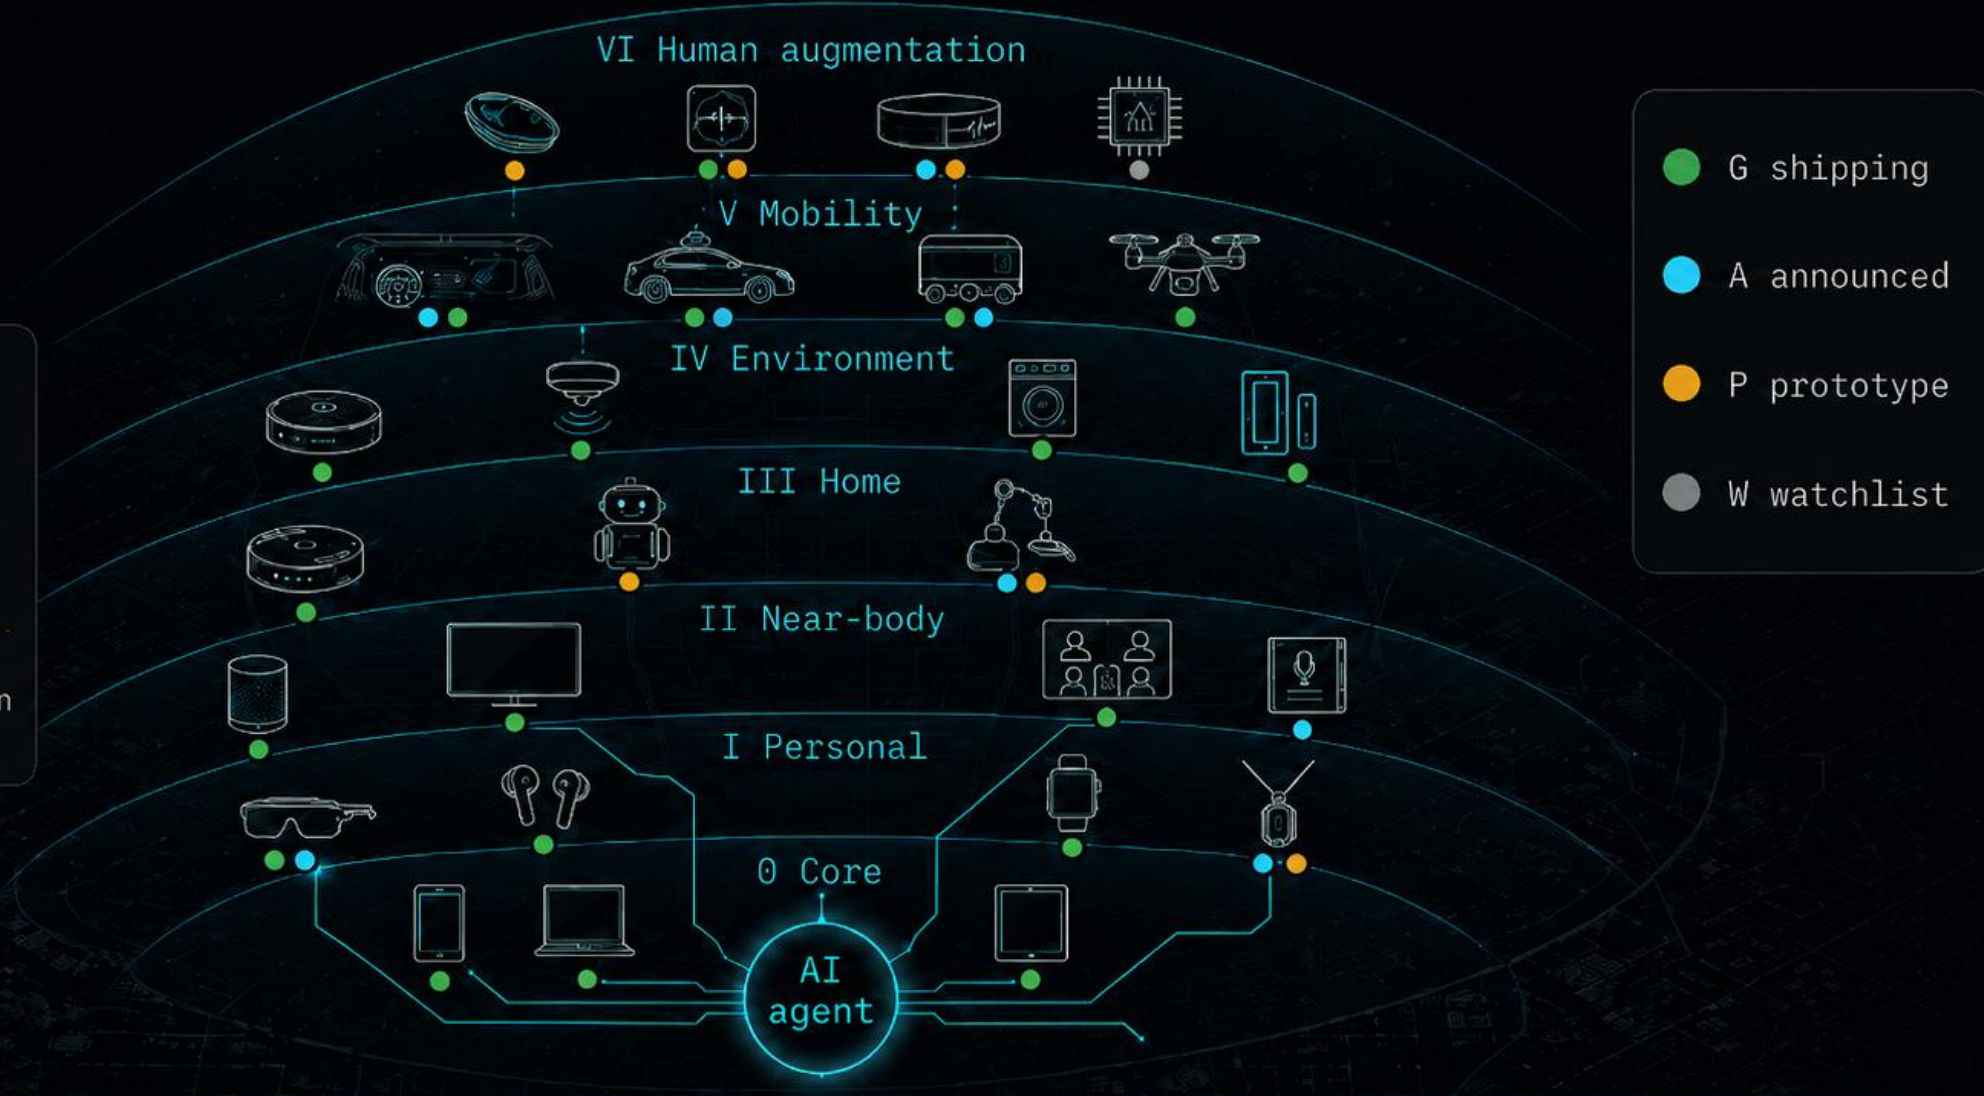 VI Human augmentation
V Mobility
IV Environment
III Home
II Near-body
I Personal
0 Core
AI
agent
n
G shipping
A announced
P prototype
W watchlist